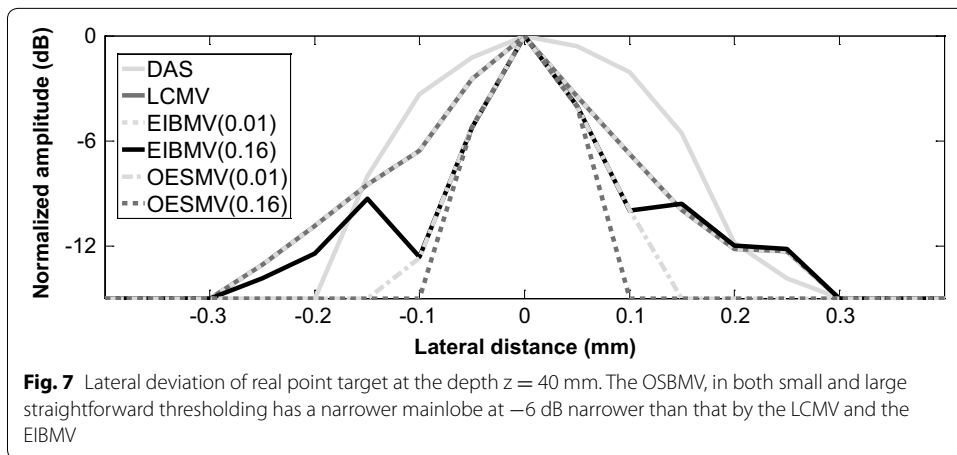 Normalized amplitude (dB)
0
-6
-12
DAS
LCMV
EIBMV(0.01)
EIBMV(0.16)
OESMV(0.01)
OESMV(0.16)
-0.3 -0.2 -0.1 0 0.1 0.2 0.3
Lateral distance (mm)
Fig. 7 Lateral deviation of real point target at the depth z = 40 mm. The OSBMV, in both small and large
straightforward thresholding has a narrower mainlobe at −6 dB narrower than that by the LCMV and the
EIBMV